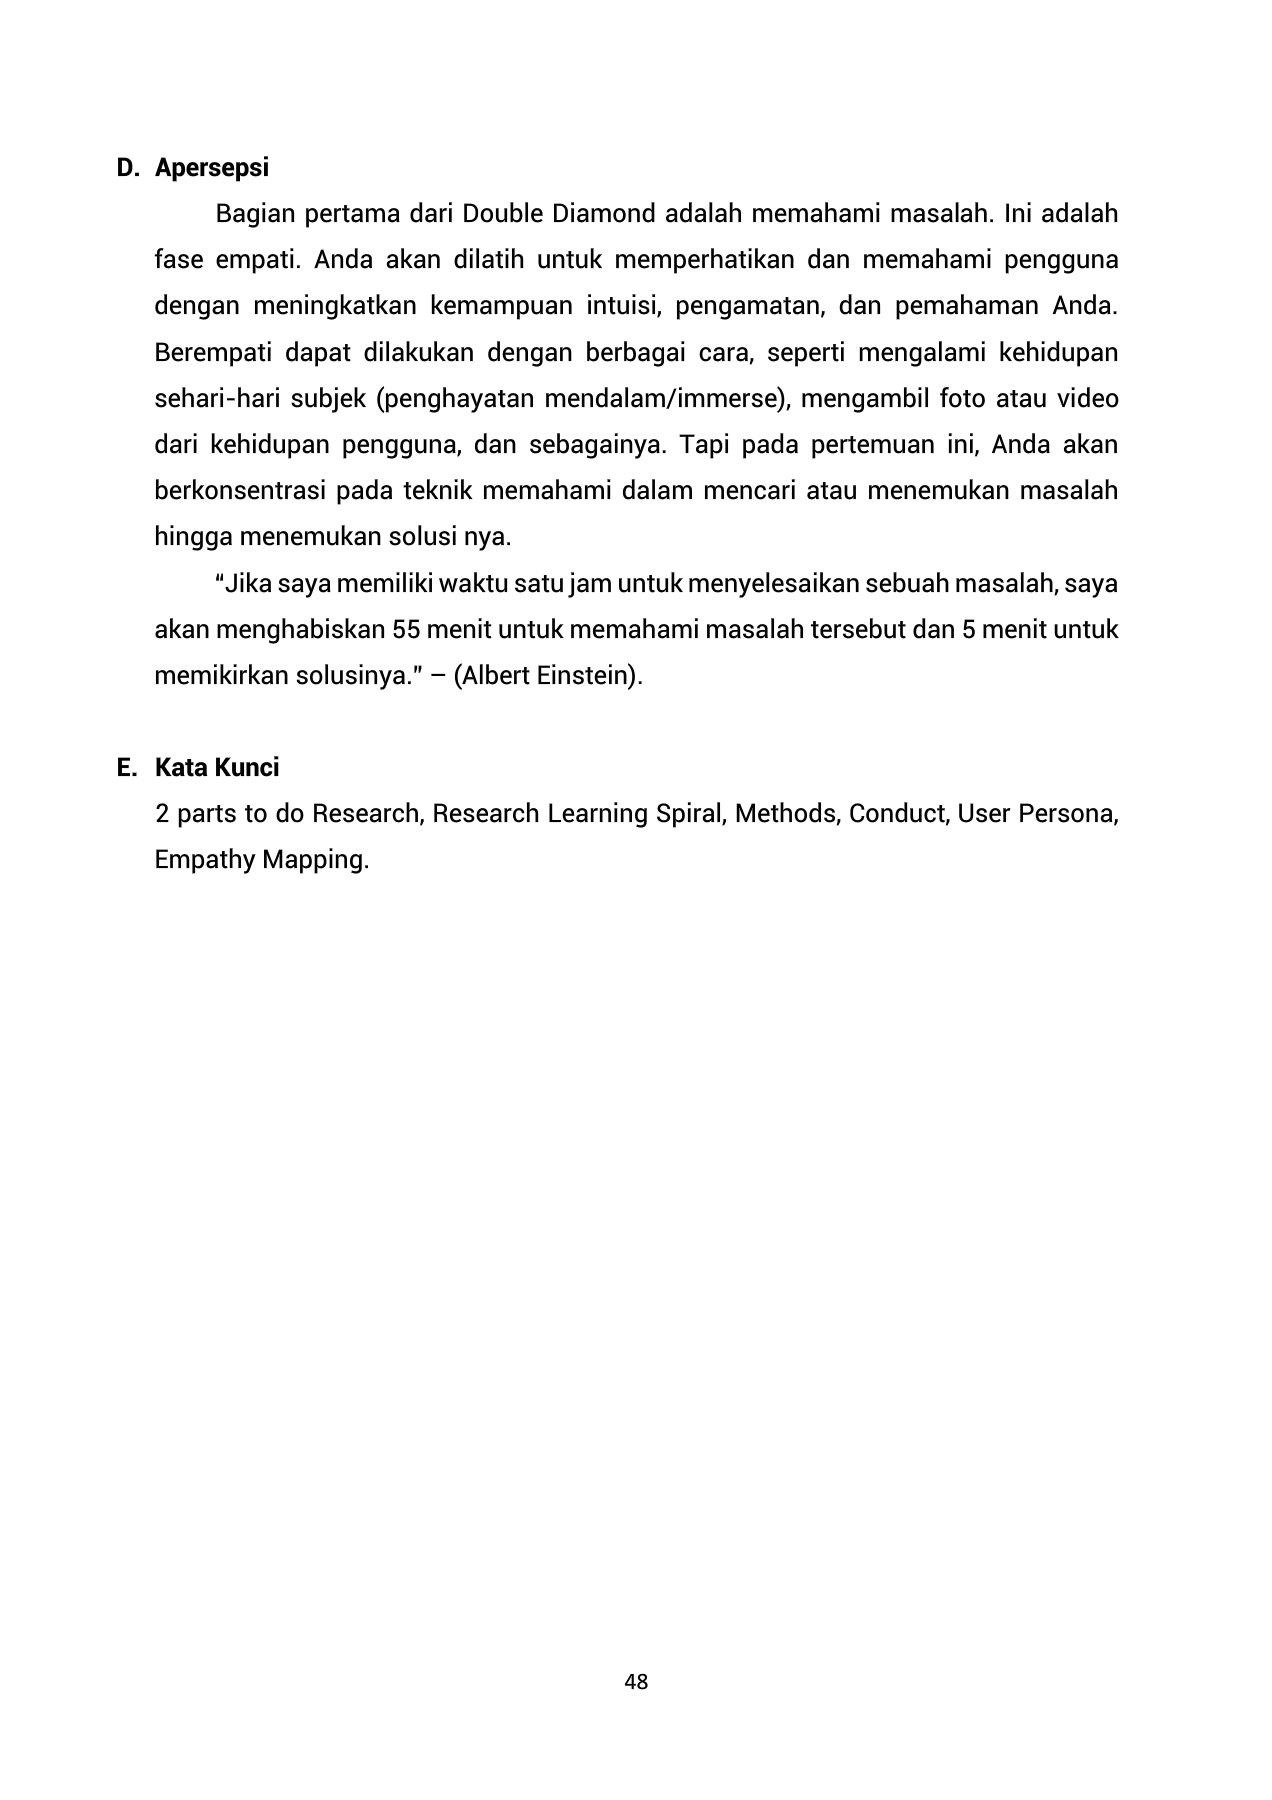 D. Apersepsi
Bagian pertama dari Double Diamond adalah memahami masalah. Ini adalah
fase empati. Anda akan dilatih untuk memperhatikan dan memahami pengguna
dengan meningkatkan kemampuan intuisi, pengamatan, dan pemahaman Anda.
Berempati dapat dilakukan dengan berbagai cara, seperti mengalami kehidupan
sehari-hari subjek (penghayatan mendalam/immerse), mengambil foto atau video
dari kehidupan pengguna, dan sebagainya. Tapi pada pertemuan ini, Anda akan
berkonsentrasi pada teknik memahami dalam mencari atau menemukan masalah
hingga menemukan solusi nya.
“Jika saya memiliki waktu satu jam untuk menyelesaikan sebuah masalah, saya
akan menghabiskan 55 menit untuk memahami masalah tersebut dan 5 menit untuk
memikirkan solusinya.” – (Albert Einstein).
E. Kata Kunci
2 parts to do Research, Research Learning Spiral, Methods, Conduct, User Persona,
Empathy Mapping.
48